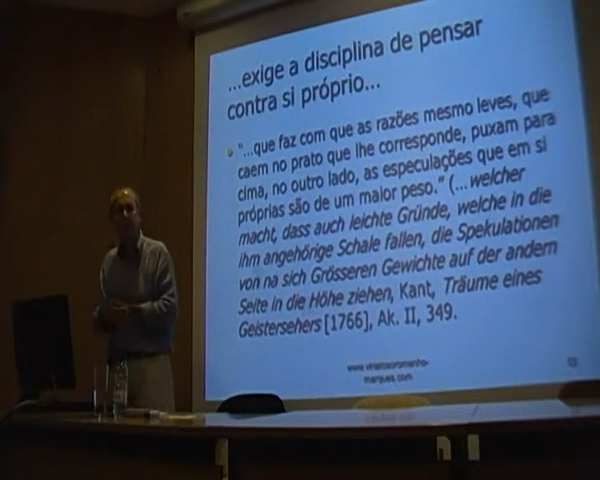 ...exige a disciplina de pensar
contra si próprio...
"...que faz com que as razões mesmo leves, que
caem no prato que lhe corresponde, puxam para
cima, no outro lado, as especulações que em si
próprias são de um maior peso." (...welcher
macht, dass auch leichte Gründe, welche in die
ihm angehörige Schale fallen, die Spekulationen
von na sich Grösseren Gewichte auf der andern
Seite in die Höhe ziehen, Kant, Träume eines
Geistersehers [1766], Ak. II, 349.
marques.com